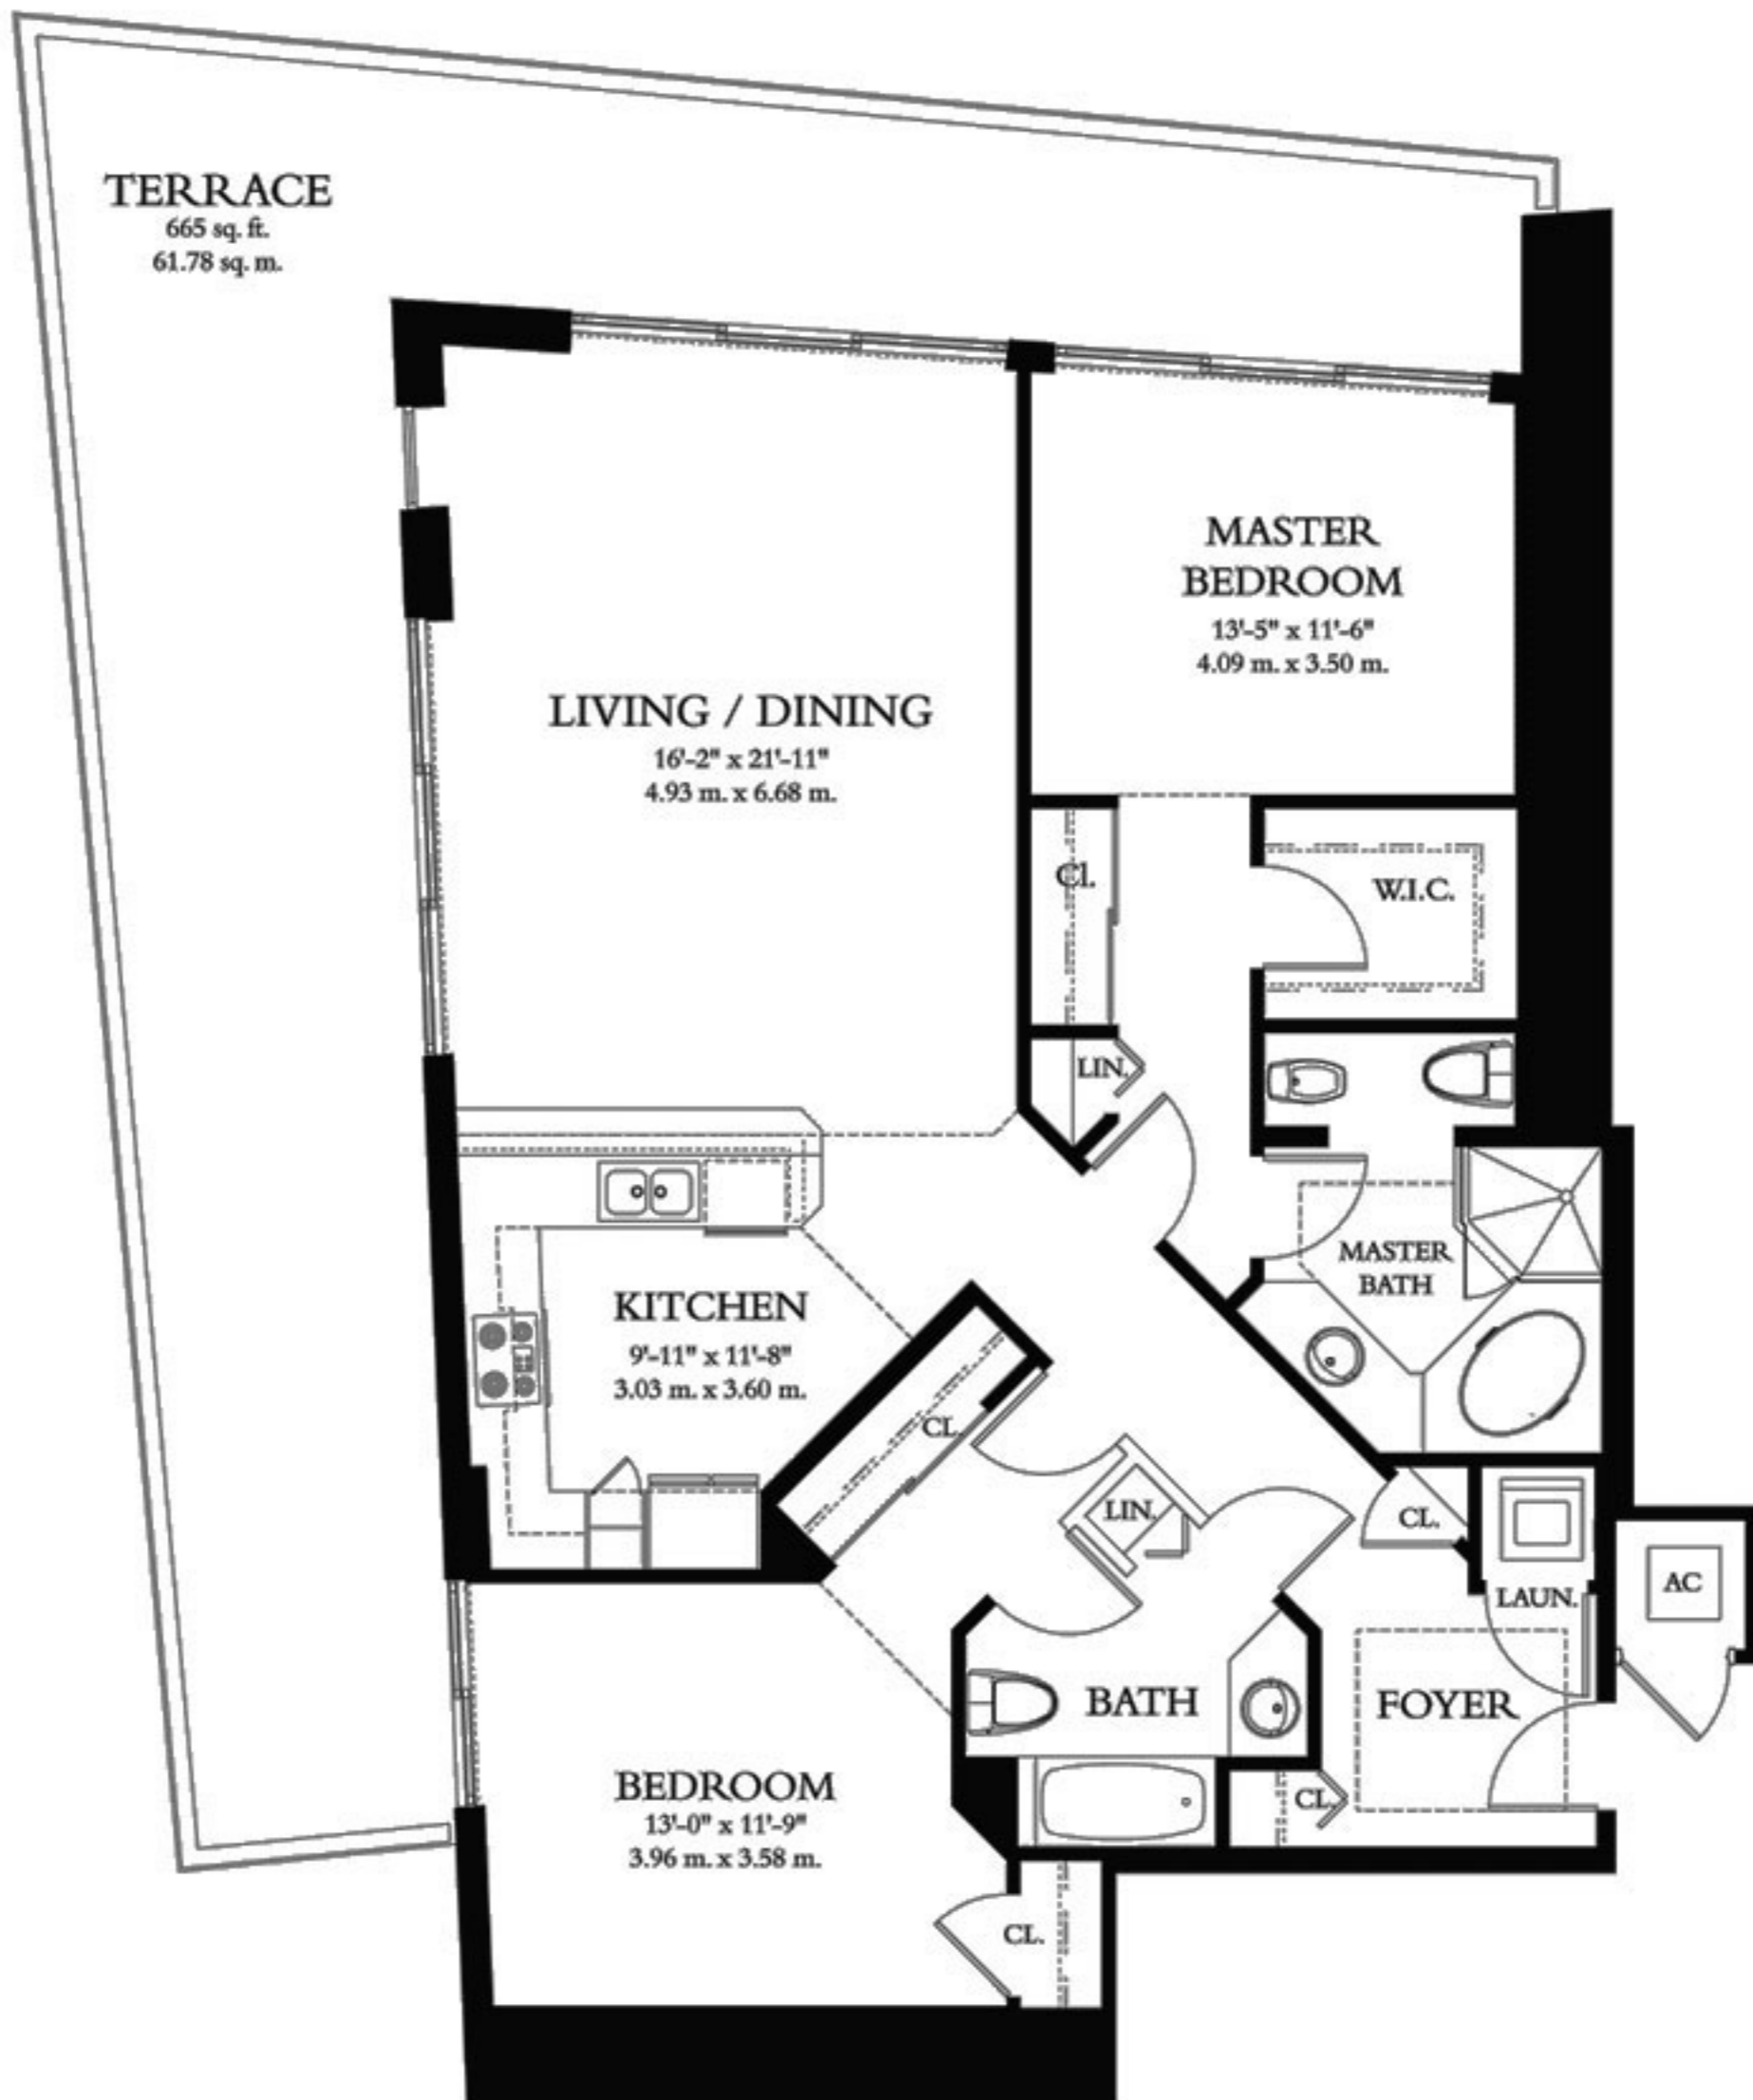 TERRACE
665 sq. ft.
61.78 sq. m.
MASTER
BEDROOM
13'-5" x 11'-6"
4.09 m. x 3.50 m.
LIVING / DINING
16'-2" x 21'-11"
4.93 m. x 6.68 m.
Cl.
W.I.C.
LIN.
MASTER
BATH
KITCHEN
9'-11" x 11'-8"
3.03 m. x 3.60 m.
CL.
LIN.
CL.
LAUN.
AC
BATH
FOYER
BEDROOM
13'-0" x 11'-9"
3.96 m. x 3.58 m.
CL.
CL.